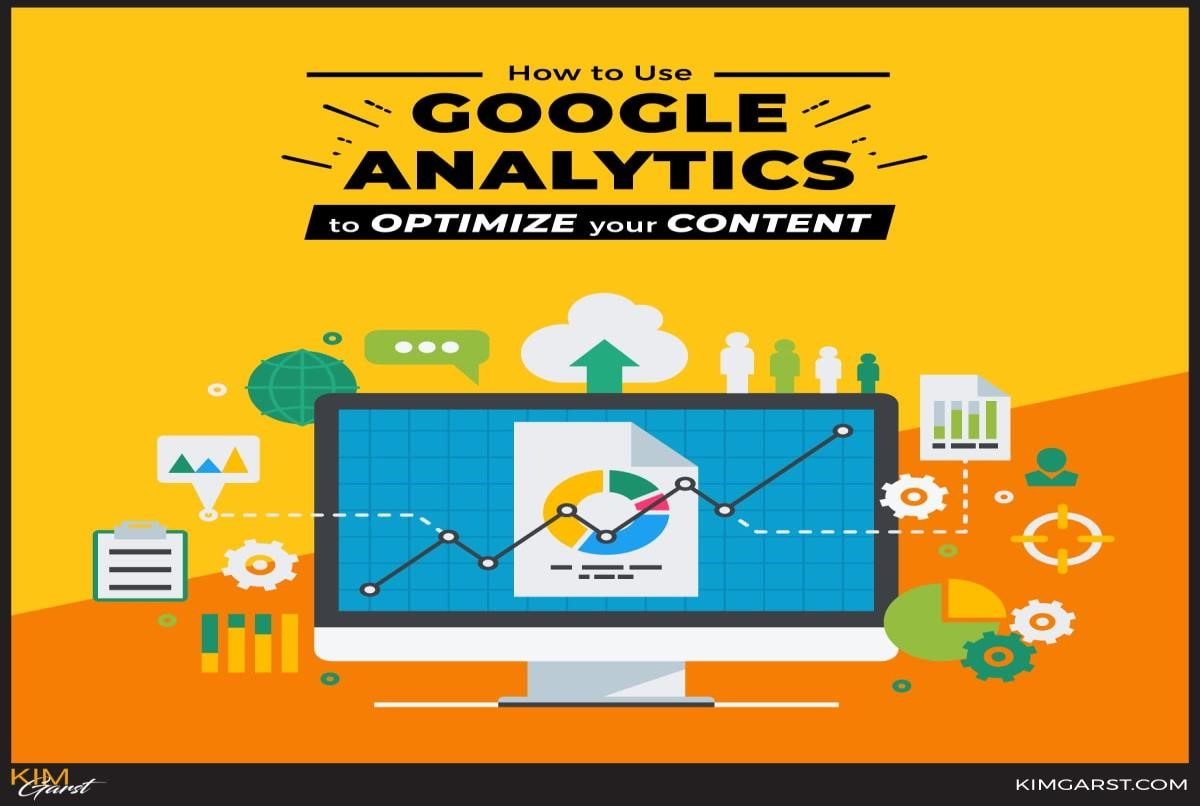 How to Use
GOOGLE
ANALYTICS
to OPTIMIZE your CONTENT
KIM
Garst
KIMGARST.COM